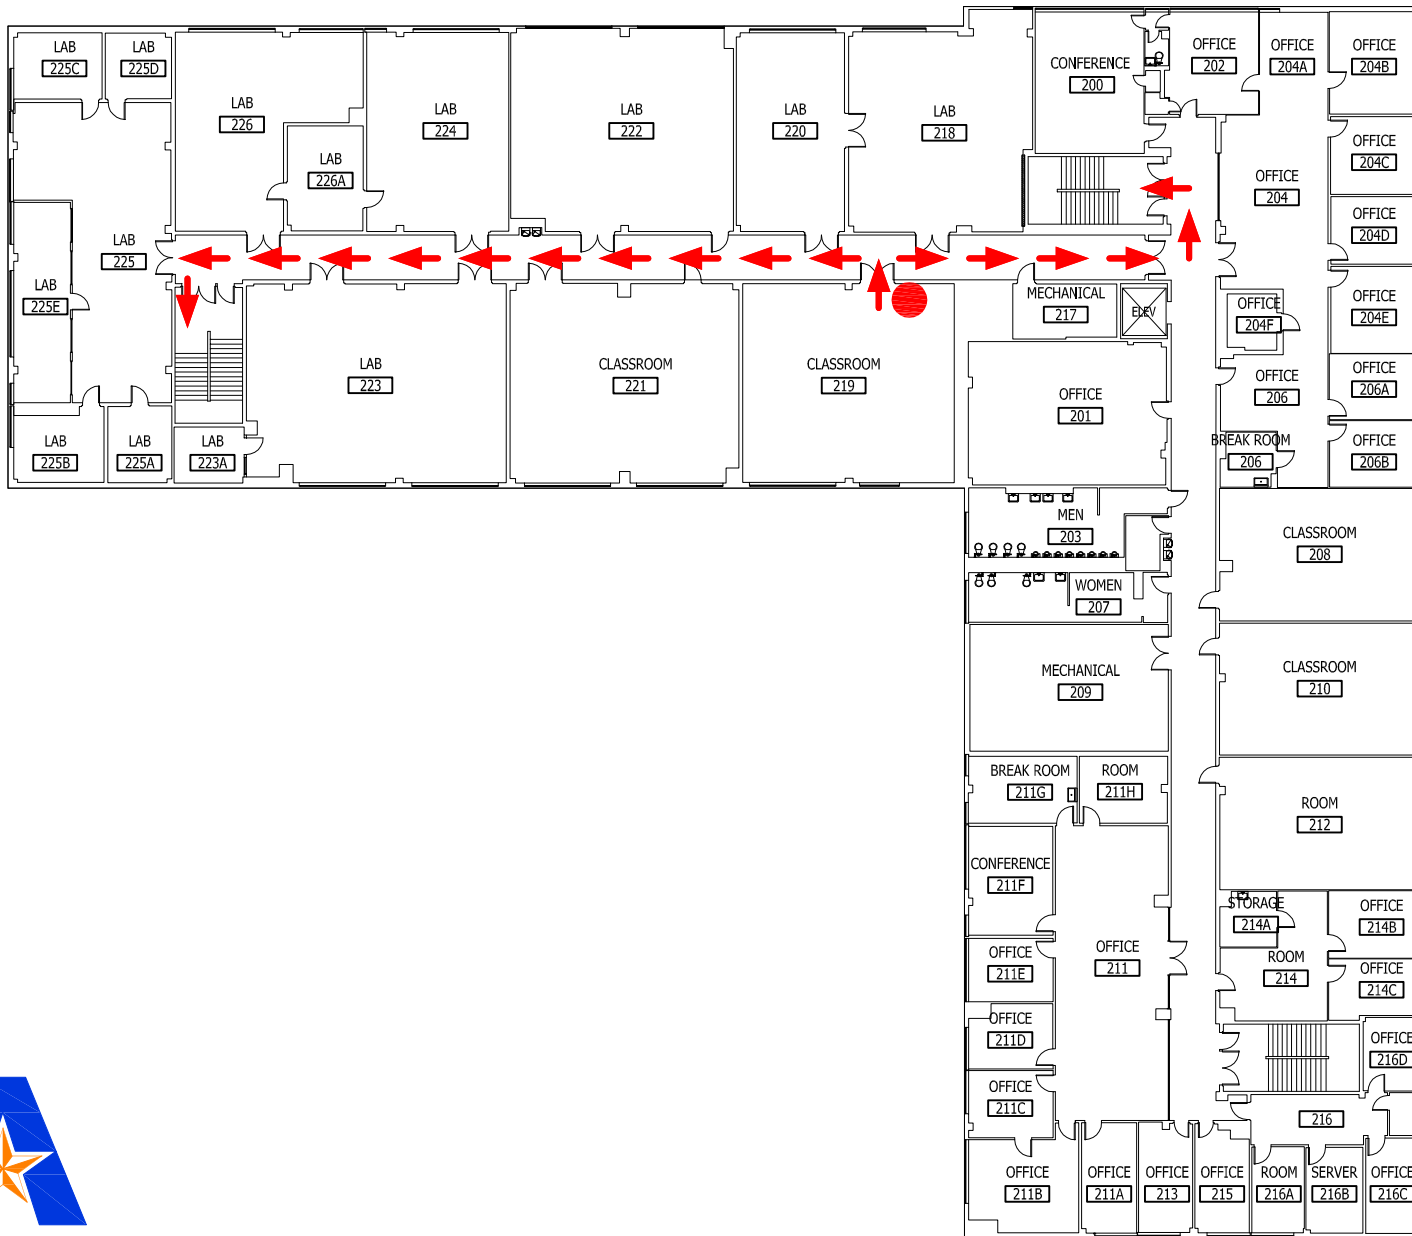 LAB
225C
LAB
225D
LAB
226
LAB
226A
LAB
224
LAB
222
LAB
220
LAB
218
CONFERENCE
200
OFFICE
202
OFFICE
204A
OFFICE
204B
OFFICE
204C
OFFICE
204
OFFICE
204D
OFFICE
204E
OFFICE
204F
LAB
225
LAB
225E
MECHANICAL
217
ELEV
LAB
223
CLASSROOM
221
CLASSROOM
219
OFFICE
201
OFFICE
206
OFFICE
206A
BREAK ROOM
206
OFFICE
206B
LAB
225B
LAB
225A
LAB
223A
MEN
203
CLASSROOM
208
WOMEN
207
MECHANICAL
209
CLASSROOM
210
BREAK ROOM
211G
ROOM
211H
ROOM
212
CONFERENCE
211F
STORAGE
214A
OFFICE
214B
OFFICE
211E
OFFICE
211
ROOM
214
OFFICE
214C
OFFICE
211D
OFFICE
216D
OFFICE
211C
216
OFFICE
211B
OFFICE
211A
OFFICE
213
OFFICE
215
ROOM
216A
SERVER
216B
OFFICE
216C